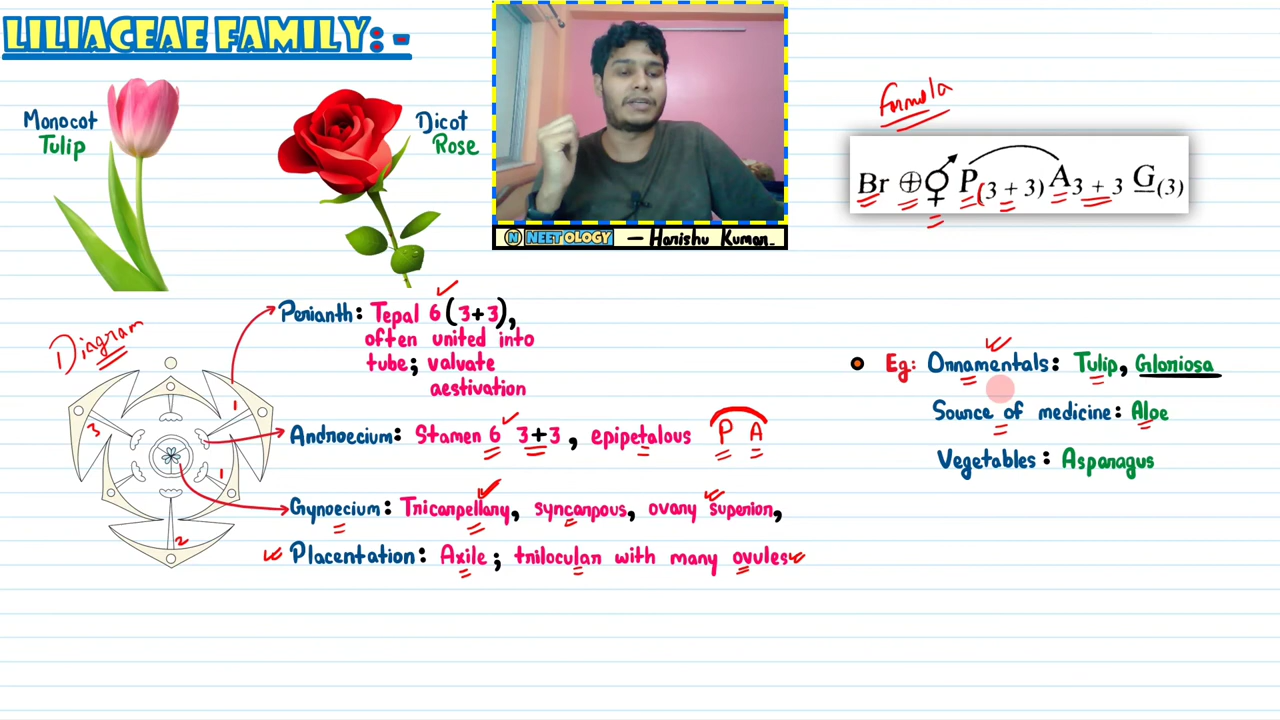 LILIACEAE FAMILY:-
Monocot
Tulip
Dicot
Rose
N NEETOLOGY — Harishu Kumar
Formula
Br ⊕ ⚥ P(3 + 3) A3 + 3 G(3)
Diagram
1
3
1
2
Perianth: Tepal 6 (3+3),
often united into
tube; valvate
aestivation
Androecium: Stamen 6 3+3, epipetalous P A
Gynoecium: Tricarpellary, syncarpous, ovary superior,
Placentation: Axile; trilocular with many ovules
Eg: Ornamentals: Tulip, Gloriosa
Source of medicine: Aloe
Vegetables: Asparagus